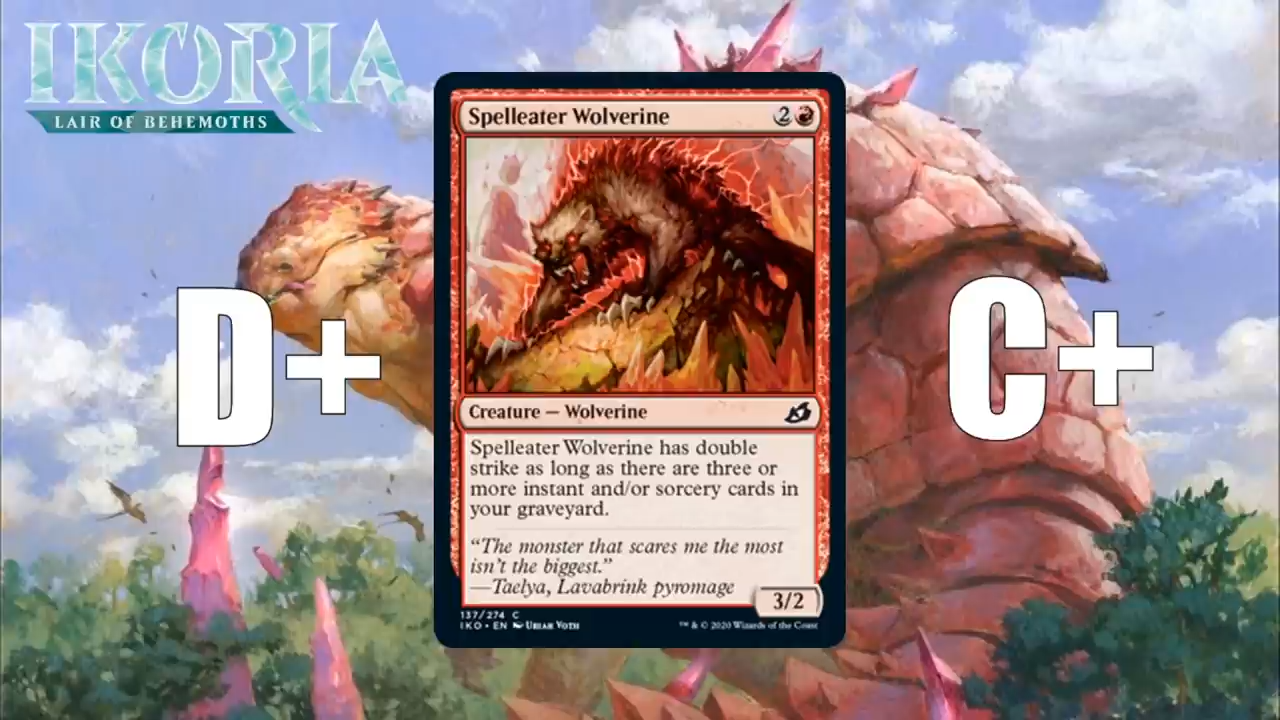 IKORIA
LAIR OF BEHEMOTHS
Spelleater Wolverine 2
D+
C+
Creature — Wolverine
Spelleater Wolverine has double
strike as long as there are three or
more instant and/or sorcery cards in
your graveyard.
“The monster that scares me the most
isn’t the biggest.”
—Taelya, Lavabrink pyromage
3/2
137/274 C
IKO • EN Uriah Voth
™ & © 2020 Wizards of the Coast